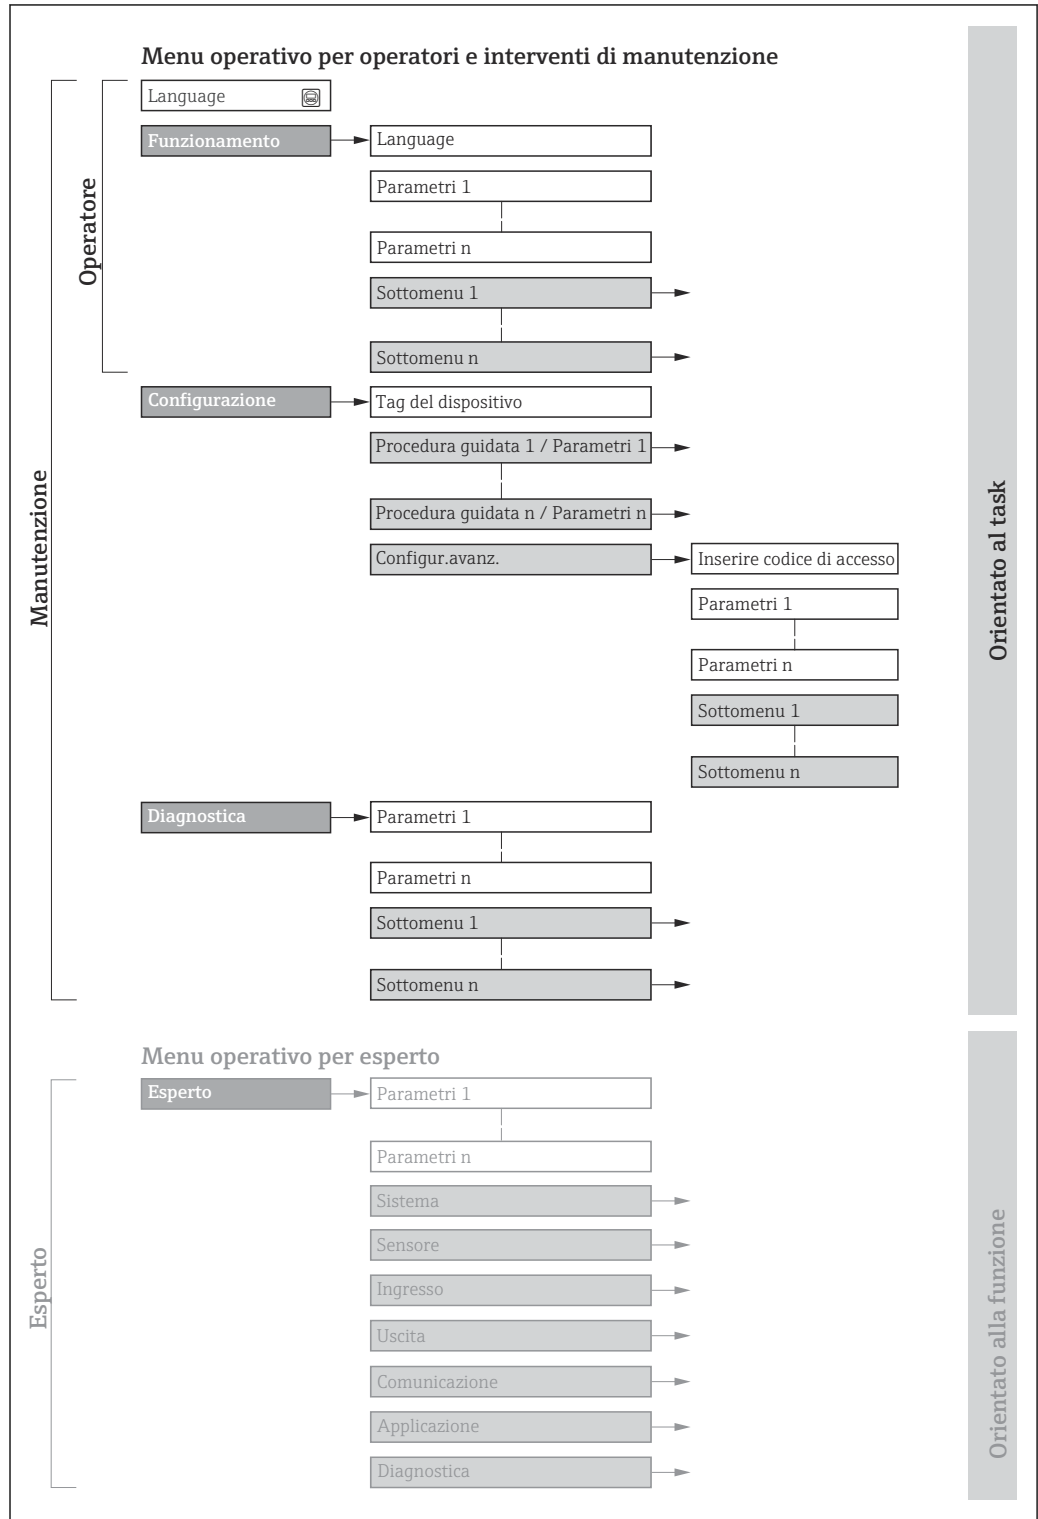 Menu operativo per operatori e interventi di manutenzione
Language
Funzionamento
Language
Parametri 1
Parametri n
Sottomenu 1
Sottomenu n
Operatore
Configurazione
Tag del dispositivo
Procedura guidata 1 / Parametri 1
Procedura guidata n / Parametri n
Configur.avanz.
Inserire codice di accesso
Parametri 1
Parametri n
Sottomenu 1
Sottomenu n
Manutenzione
Orientato al task
Diagnostica
Parametri 1
Parametri n
Sottomenu 1
Sottomenu n
Menu operativo per esperto
Esperto
Parametri 1
Parametri n
Sistema
Sensore
Ingresso
Uscita
Comunicazione
Applicazione
Diagnostica
Esperto
Orientato alla funzione